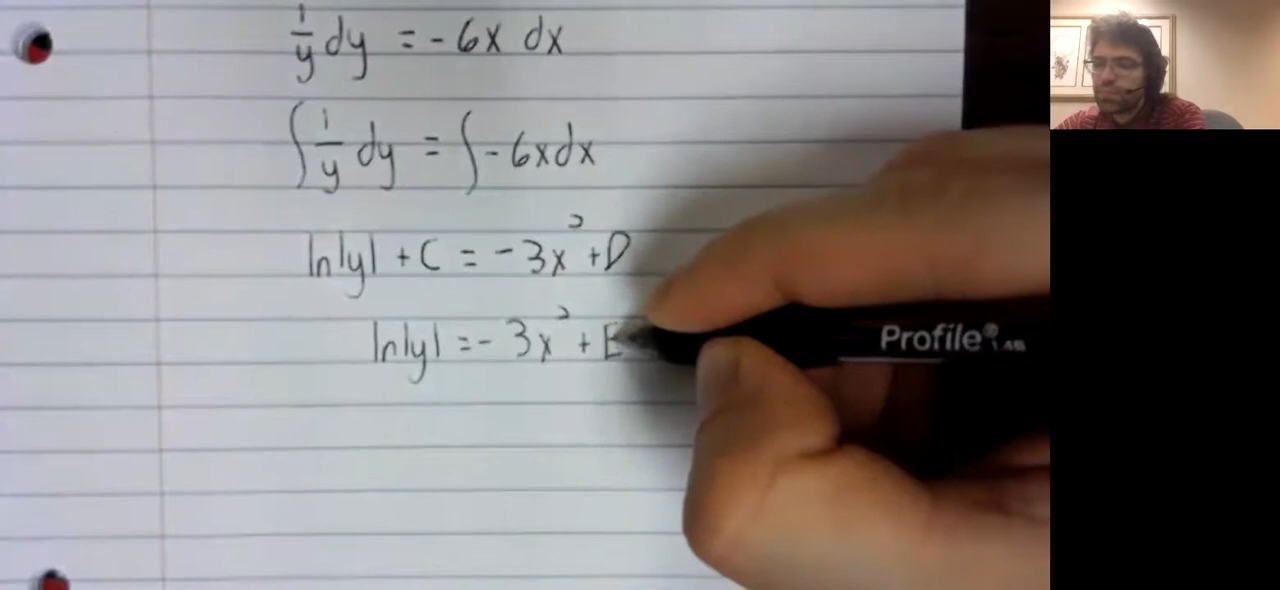 1/y dy = -6x dx
∫ 1/y dy = ∫ -6x dx
ln|y| + C = -3x² + D
ln|y| = -3x² + E
Profile®